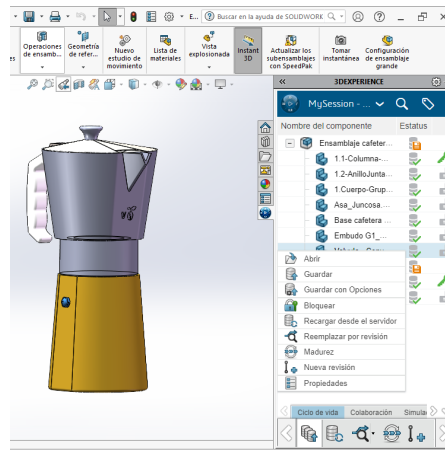 E...
Buscar en la ayuda de SOLIDWORK
Operaciones de ensamb...
Geometría de refer...
Nuevo estudio de movimiento
Lista de materiales
Vista explosionada
Instant 3D
Actualizar los subensamblajes con SpeedPak
Tomar instantánea
Configuración de ensamblaje grande
3DEXPERIENCE
MySession - ...
Nombre del componente Estatus
Ensamblaje cafeter...
1.1-Columna-...
1.2-AnilloJunta...
1.Cuerpo-Grup...
Asa_Juncosa...
Base cafetera ...
Embudo G1_...
Abrir
Guardar
Guardar con Opciones
Bloquear
Recargar desde el servidor
Reemplazar por revisión
Madurez
Nueva revisión
Propiedades
Ciclo de vida Colaboración Simula